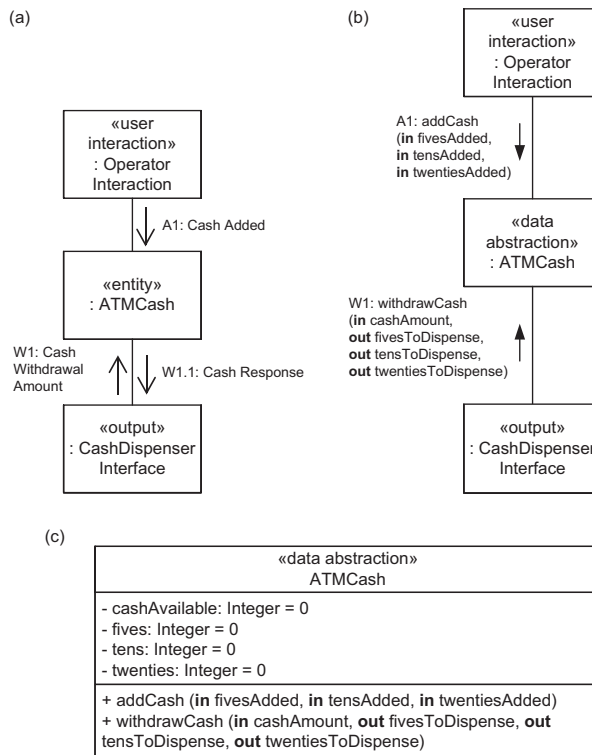 (a)
«user
interaction»
: Operator
Interaction
A1: Cash Added
«entity»
: ATMCash
W1: Cash
Withdrawal
Amount
W1.1: Cash Response
«output»
: CashDispenser
Interface
(b)
«user
interaction»
: Operator
Interaction
A1: addCash
(in fivesAdded,
in tensAdded,
in twentiesAdded)
«data
abstraction»
: ATMCash
W1: withdrawCash
(in cashAmount,
out fivesToDispense,
out tensToDispense,
out twentiesToDispense)
«output»
: CashDispenser
Interface
(c)
«data abstraction»
ATMCash
- cashAvailable: Integer = 0
- fives: Integer = 0
- tens: Integer = 0
- twenties: Integer = 0
+ addCash (in fivesAdded, in tensAdded, in twentiesAdded)
+ withdrawCash (in cashAmount, out fivesToDispense, out
tensToDispense, out twentiesToDispense)